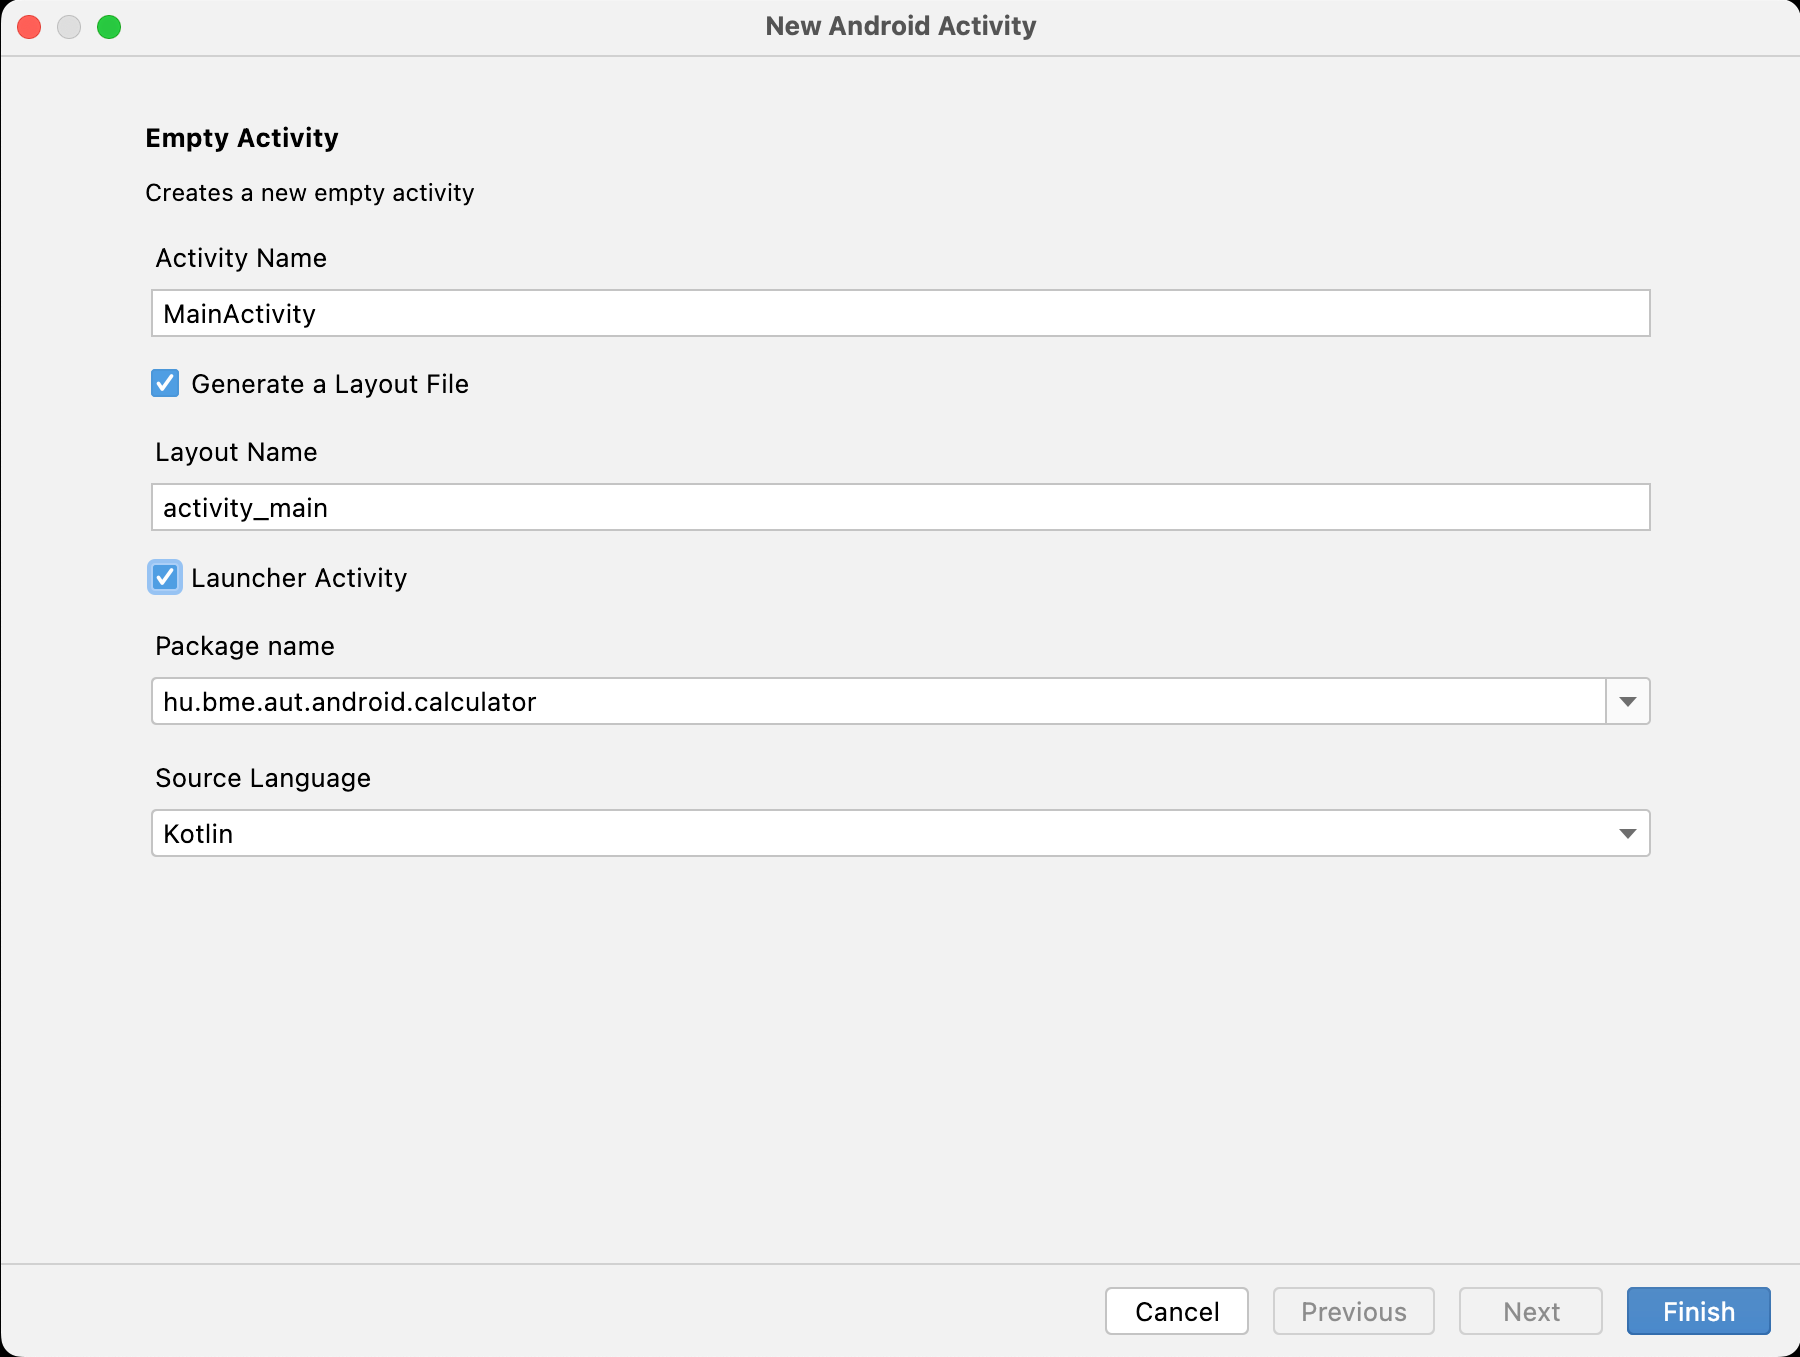 New Android Activity
Empty Activity
Creates a new empty activity
Activity Name
MainActivity
Generate a Layout File
Layout Name
activity_main
Launcher Activity
Package name
hu.bme.aut.android.calculator
Source Language
Kotlin
Cancel Previous Next Finish